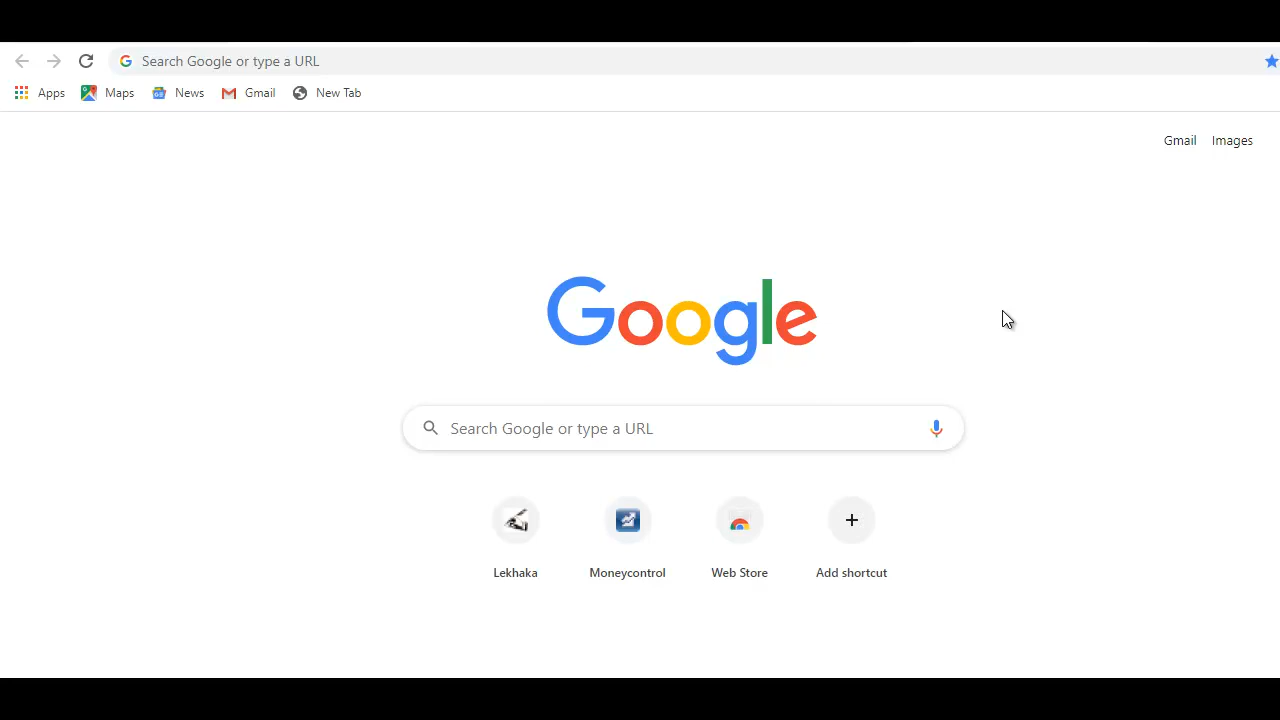 Search Google or type a URL
Apps Maps News Gmail New Tab
Gmail Images
Google
Search Google or type a URL
Lekhaka Moneycontrol Web Store Add shortcut